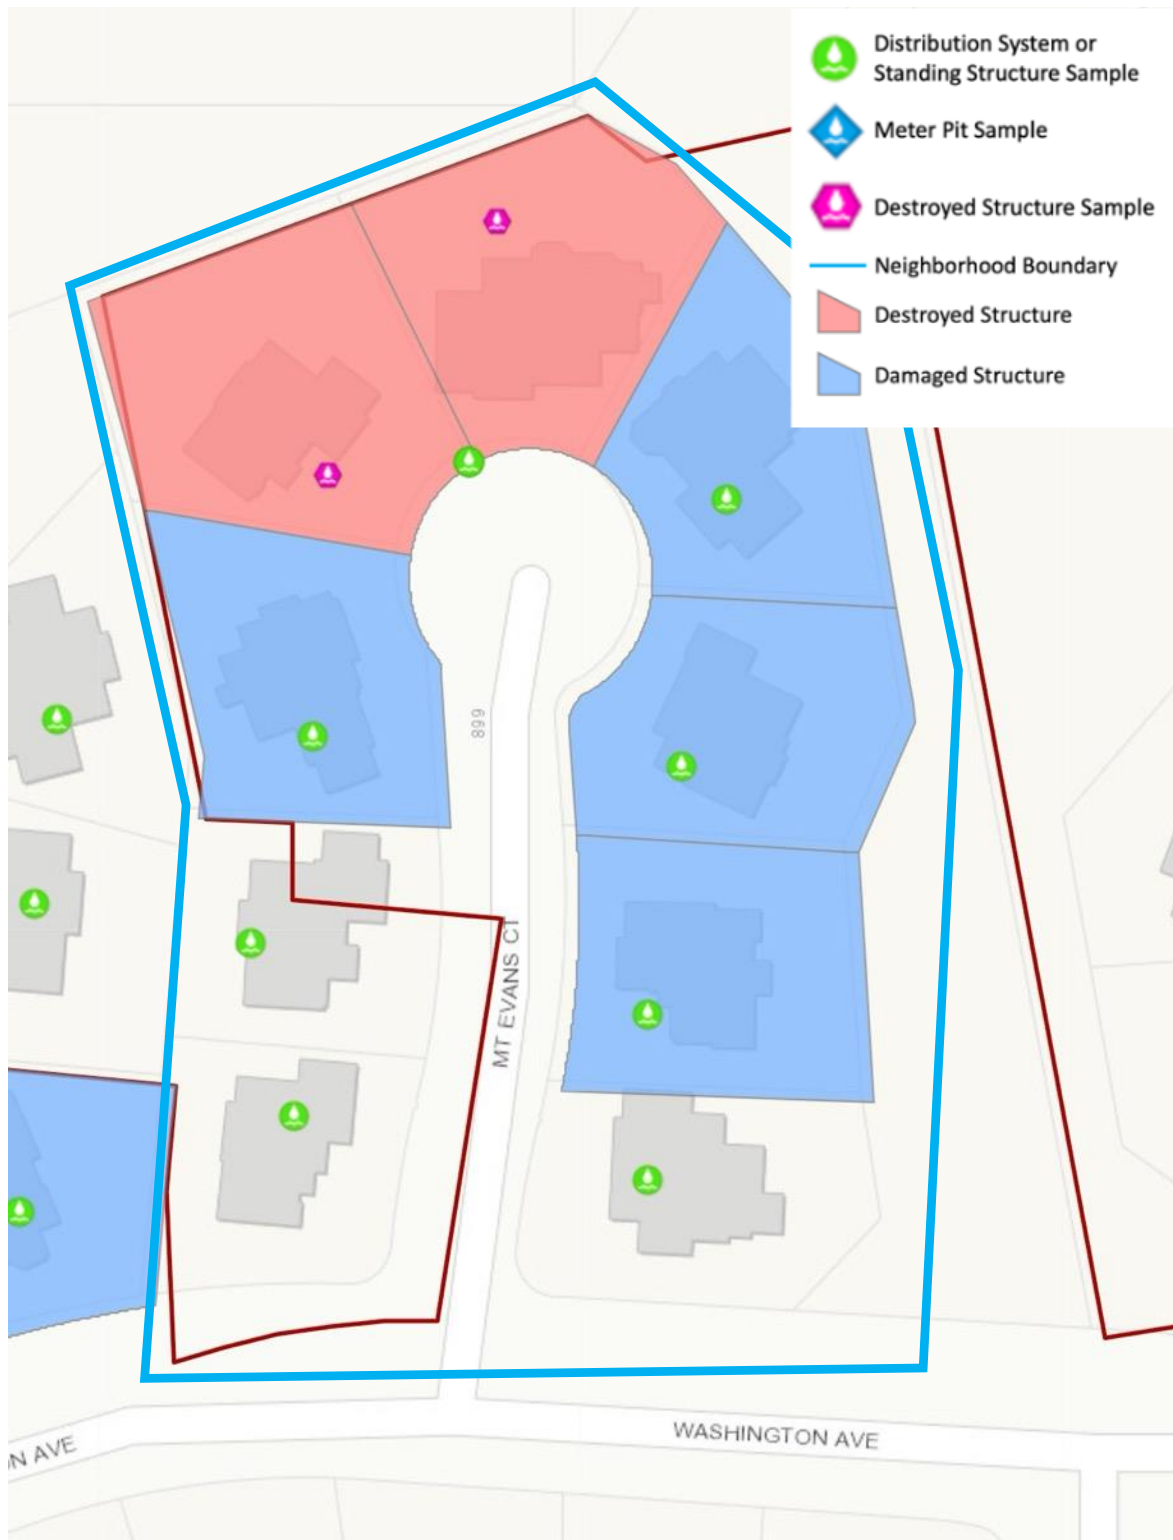 Distribution System or
Standing Structure Sample
Meter Pit Sample
Destroyed Structure Sample
Neighborhood Boundary
Destroyed Structure
Damaged Structure
899
MT EVANS CT
WASHINGTON AVE
N AVE